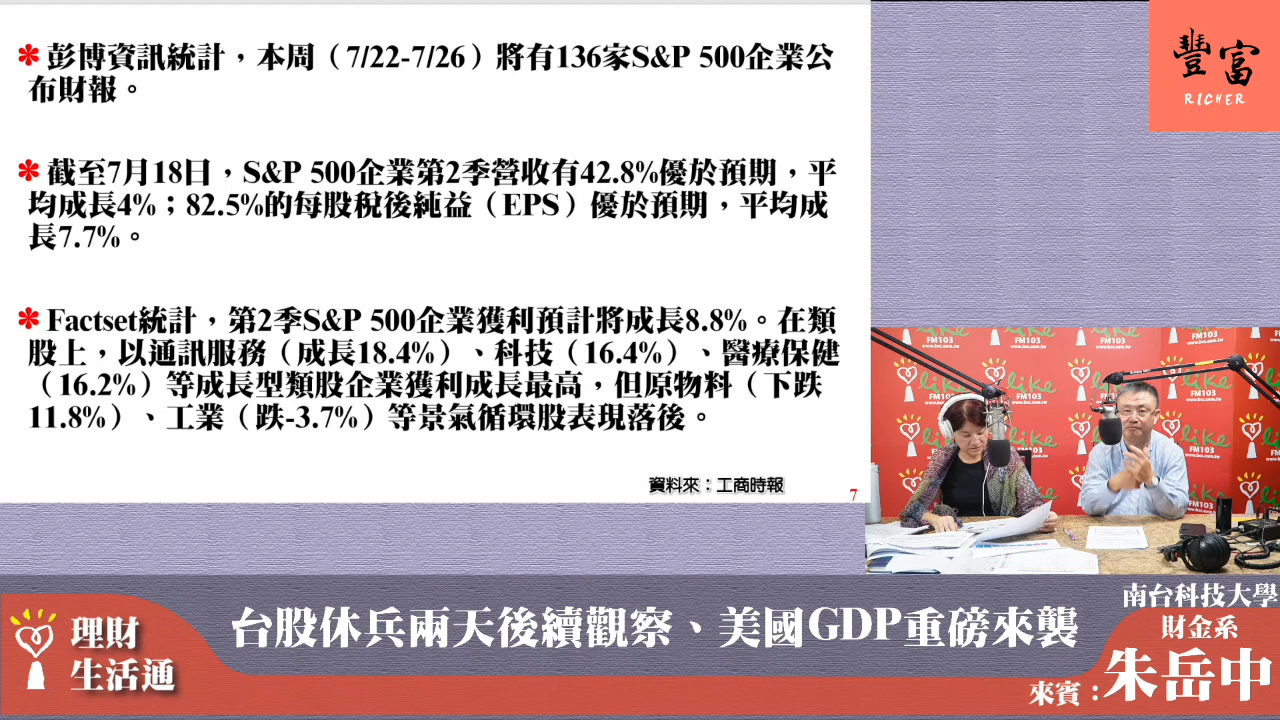 * 彭博資訊統計，本周（7/22-7/26）將有136家S&P 500企業公
布財報。
* 截至7月18日，S&P 500企業第2季營收有42.8%優於預期，平
均成長4%；82.5%的每股稅後純益（EPS）優於預期，平均成
長7.7%。
* Factset統計，第2季S&P 500企業獲利預計將成長8.8%。在類
股上，以通訊服務（成長18.4%）、科技（16.4%）、醫療保健
（16.2%）等成長型類股企業獲利成長最高，但原物料（下跌
11.8%）、工業（跌-3.7%）等景氣循環股表現落後。
資料來：工商時報
7
豐富
RICHER
like
FM103
www.bcc.com.tw
理財
生活通
台股休兵兩天後續觀察、美國GDP重磅來襲
南台科技大學
財金系
來賓：朱岳中